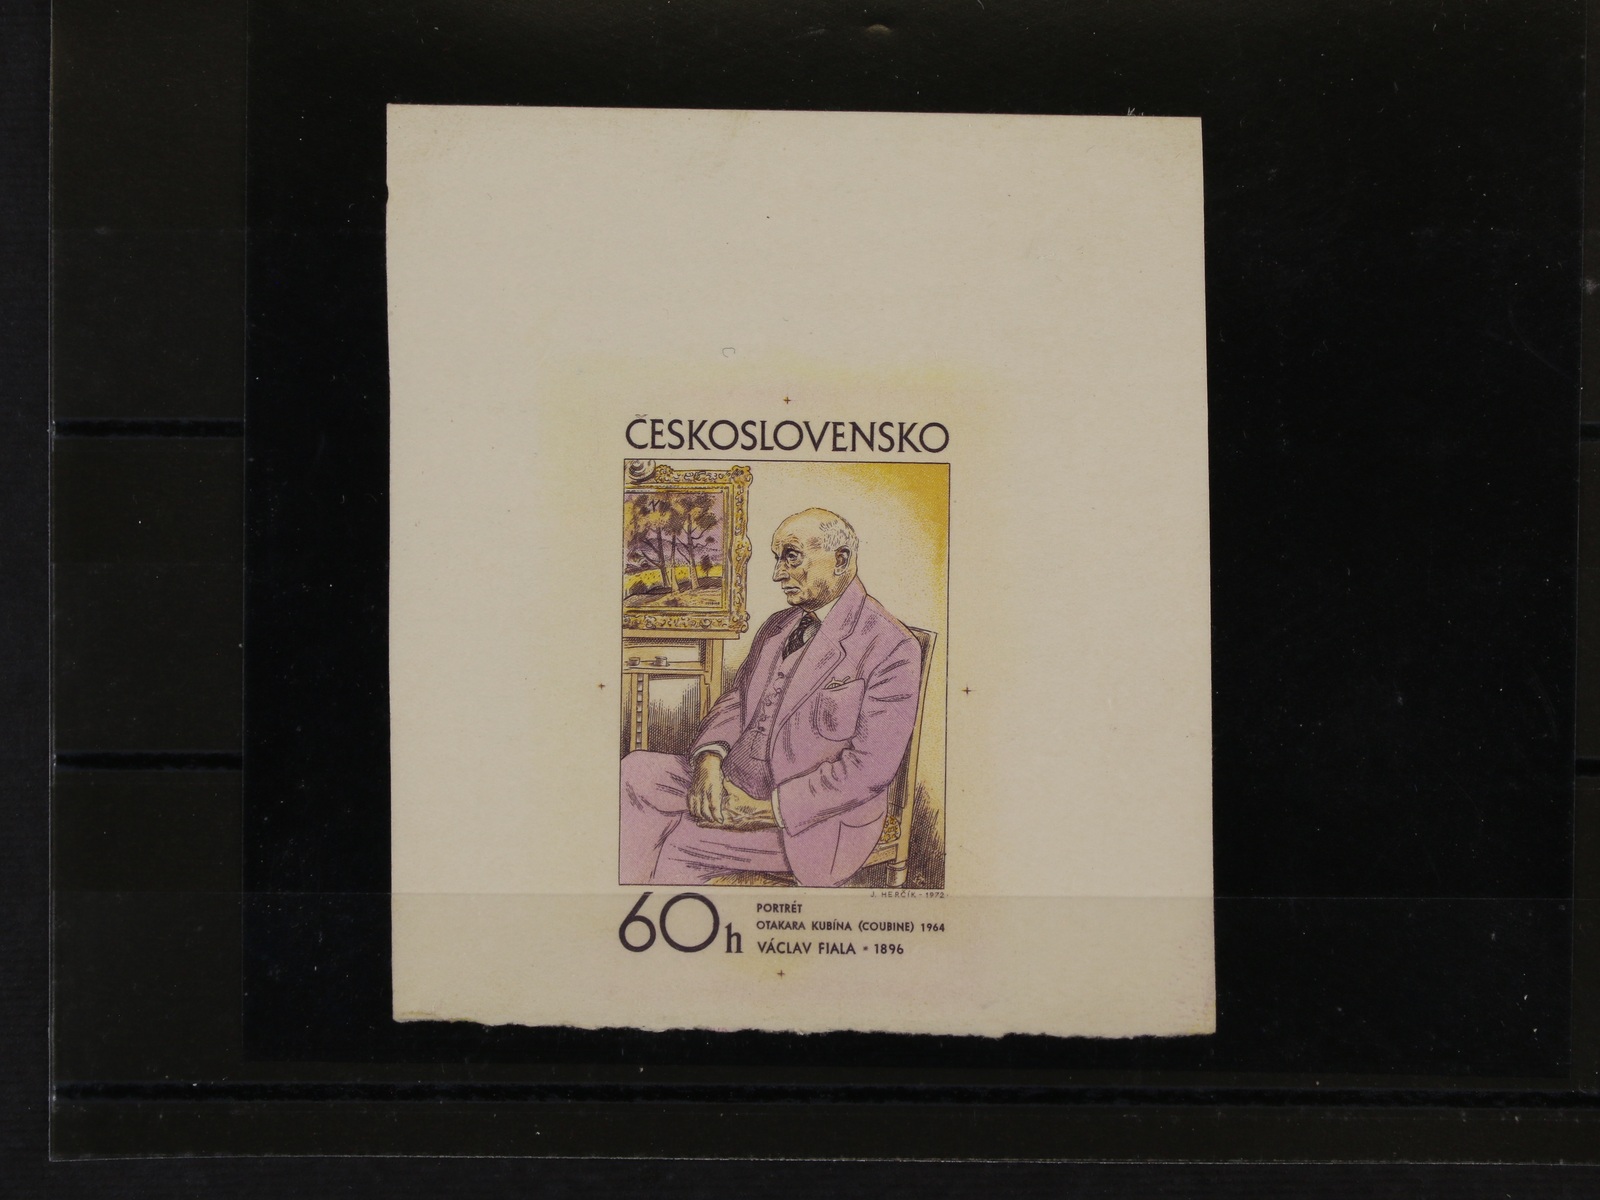 ČESKOSLOVENSKO
J. HERČÍK · 1972
60h
PORTRÉT
OTAKARA KUBÍNA (COUBINE) 1964
VÁCLAV FIALA * 1896